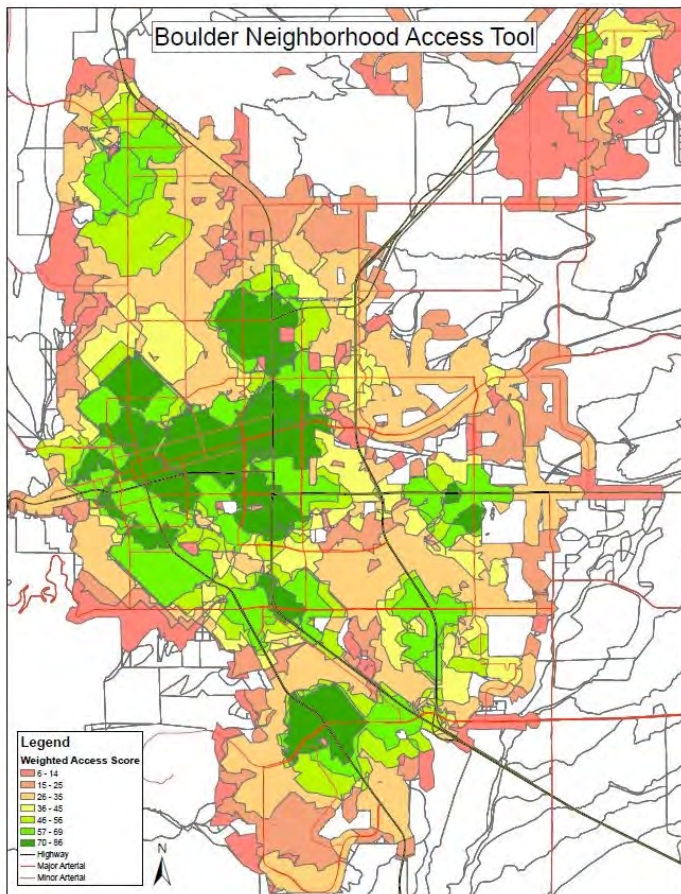 Boulder Neighborhood Access Tool
Legend
Weighted Access Score
6 - 14
15 - 25
26 - 35
36 - 45
46 - 56
57 - 69
70 - 86
Highway
Major Arterial
Minor Arterial
N